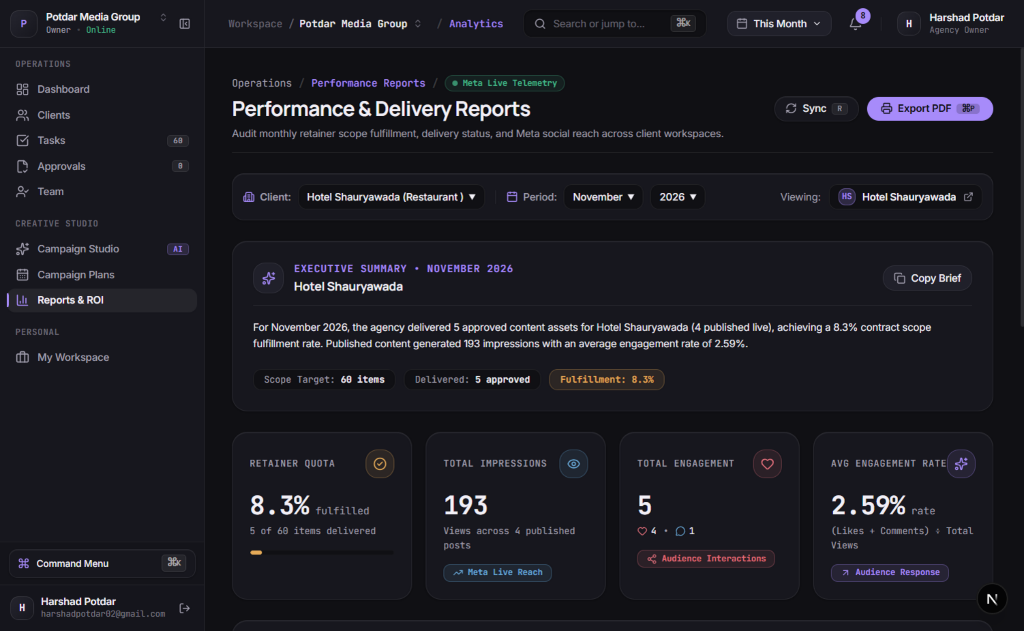 P
Potdar Media Group
Owner · Online
OPERATIONS
Dashboard
Clients
Tasks 60
Approvals 0
Team
CREATIVE STUDIO
Campaign Studio AI
Campaign Plans
Reports & ROI
PERSONAL
My Workspace
Command Menu ⌘K
H
Harshad Potdar
harshadpotdar02@gmail.com
Workspace / Potdar Media Group / Analytics
Search or jump to... ⌘K
This Month
8
H
Harshad Potdar
Agency Owner
Operations / Performance Reports / Meta Live Telemetry
Performance & Delivery Reports
Audit monthly retainer scope fulfillment, delivery status, and Meta social reach across client workspaces.
Sync R
Export PDF ⌘P
Client: Hotel Shauryawada (Restaurant ) ▼
Period: November ▼ 2026 ▼
Viewing: HS Hotel Shauryawada
EXECUTIVE SUMMARY • NOVEMBER 2026
Hotel Shauryawada
Copy Brief
For November 2026, the agency delivered 5 approved content assets for Hotel Shauryawada (4 published live), achieving a 8.3% contract scope
fulfillment rate. Published content generated 193 impressions with an average engagement rate of 2.59%.
Scope Target: 60 items
Delivered: 5 approved
Fulfillment: 8.3%
RETAINER QUOTA
8.3% fulfilled
5 of 60 items delivered
TOTAL IMPRESSIONS
193
Views across 4 published
posts
Meta Live Reach
TOTAL ENGAGEMENT
5
4 • 1
Audience Interactions
AVG ENGAGEMENT RATE
2.59% rate
(Likes + Comments) ÷ Total
Views
Audience Response
N